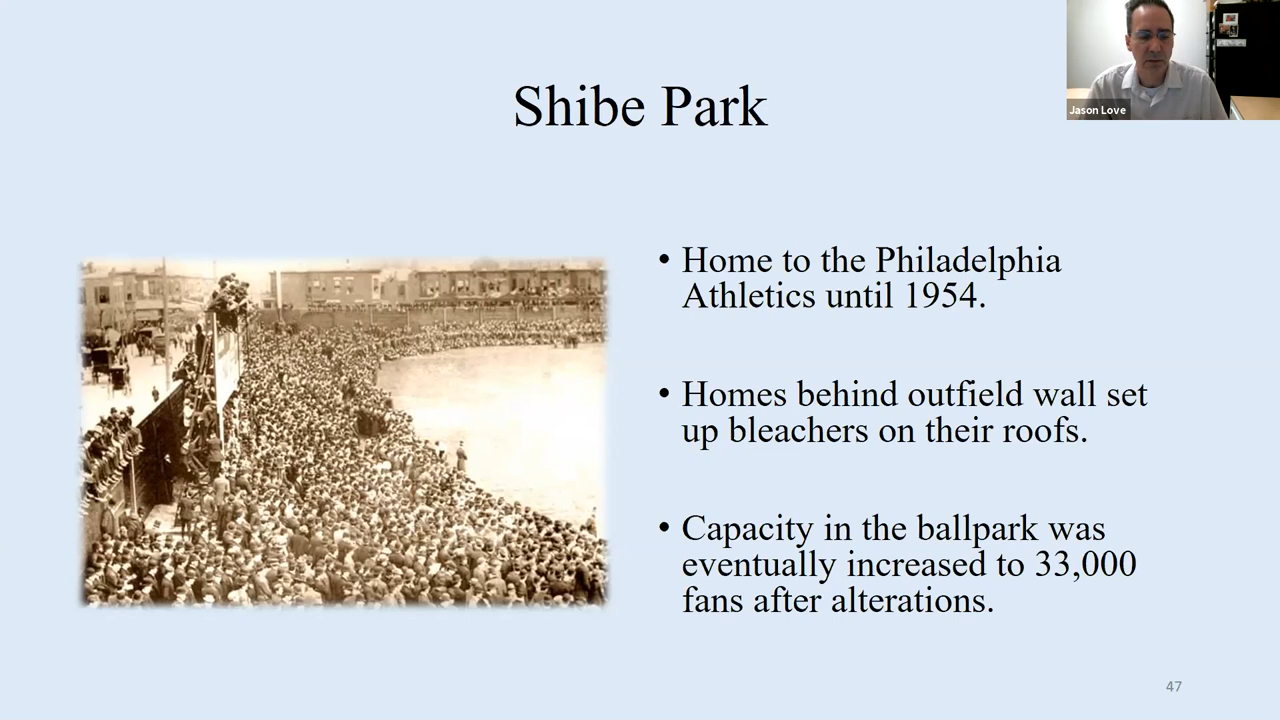 Shibe Park
Jason Love
• Home to the Philadelphia
Athletics until 1954.
• Homes behind outfield wall set
up bleachers on their roofs.
• Capacity in the ballpark was
eventually increased to 33,000
fans after alterations.
47